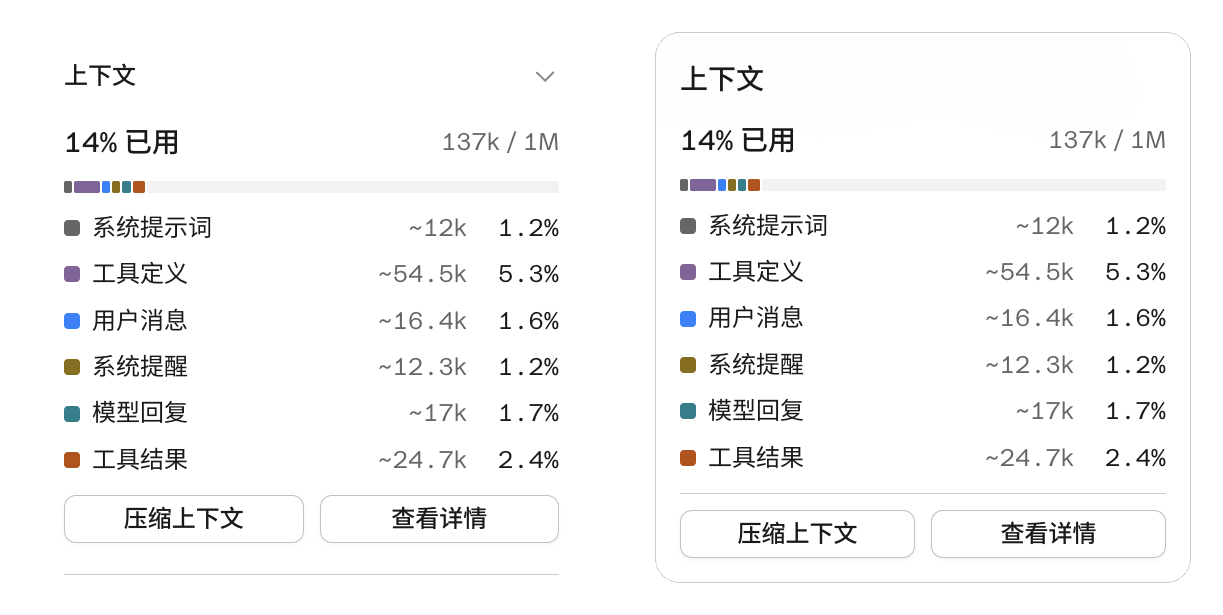 上下文
14% 已用 137k / 1M
系统提示词 ~12k 1.2%
工具定义 ~54.5k 5.3%
用户消息 ~16.4k 1.6%
系统提醒 ~12.3k 1.2%
模型回复 ~17k 1.7%
工具结果 ~24.7k 2.4%
压缩上下文 查看详情
上下文
14% 已用 137k / 1M
系统提示词 ~12k 1.2%
工具定义 ~54.5k 5.3%
用户消息 ~16.4k 1.6%
系统提醒 ~12.3k 1.2%
模型回复 ~17k 1.7%
工具结果 ~24.7k 2.4%
压缩上下文 查看详情